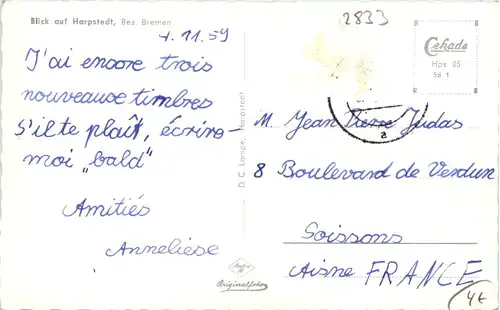 Blick auf Harpstedt, Bez. Bremen
2833
4.11.59
Cekade
Hps 05
58 1
J'ai encore trois
nouveause timbres
S'il te plaît, écrire-
moi „bald"
Amitiés
Anneliese
M. Jean Pierre Judas
8 Boulevard de Verdun
Soissons
Aisne FRANCE
a
D. C. Lange, Harpstedt
Originalfoto
4€